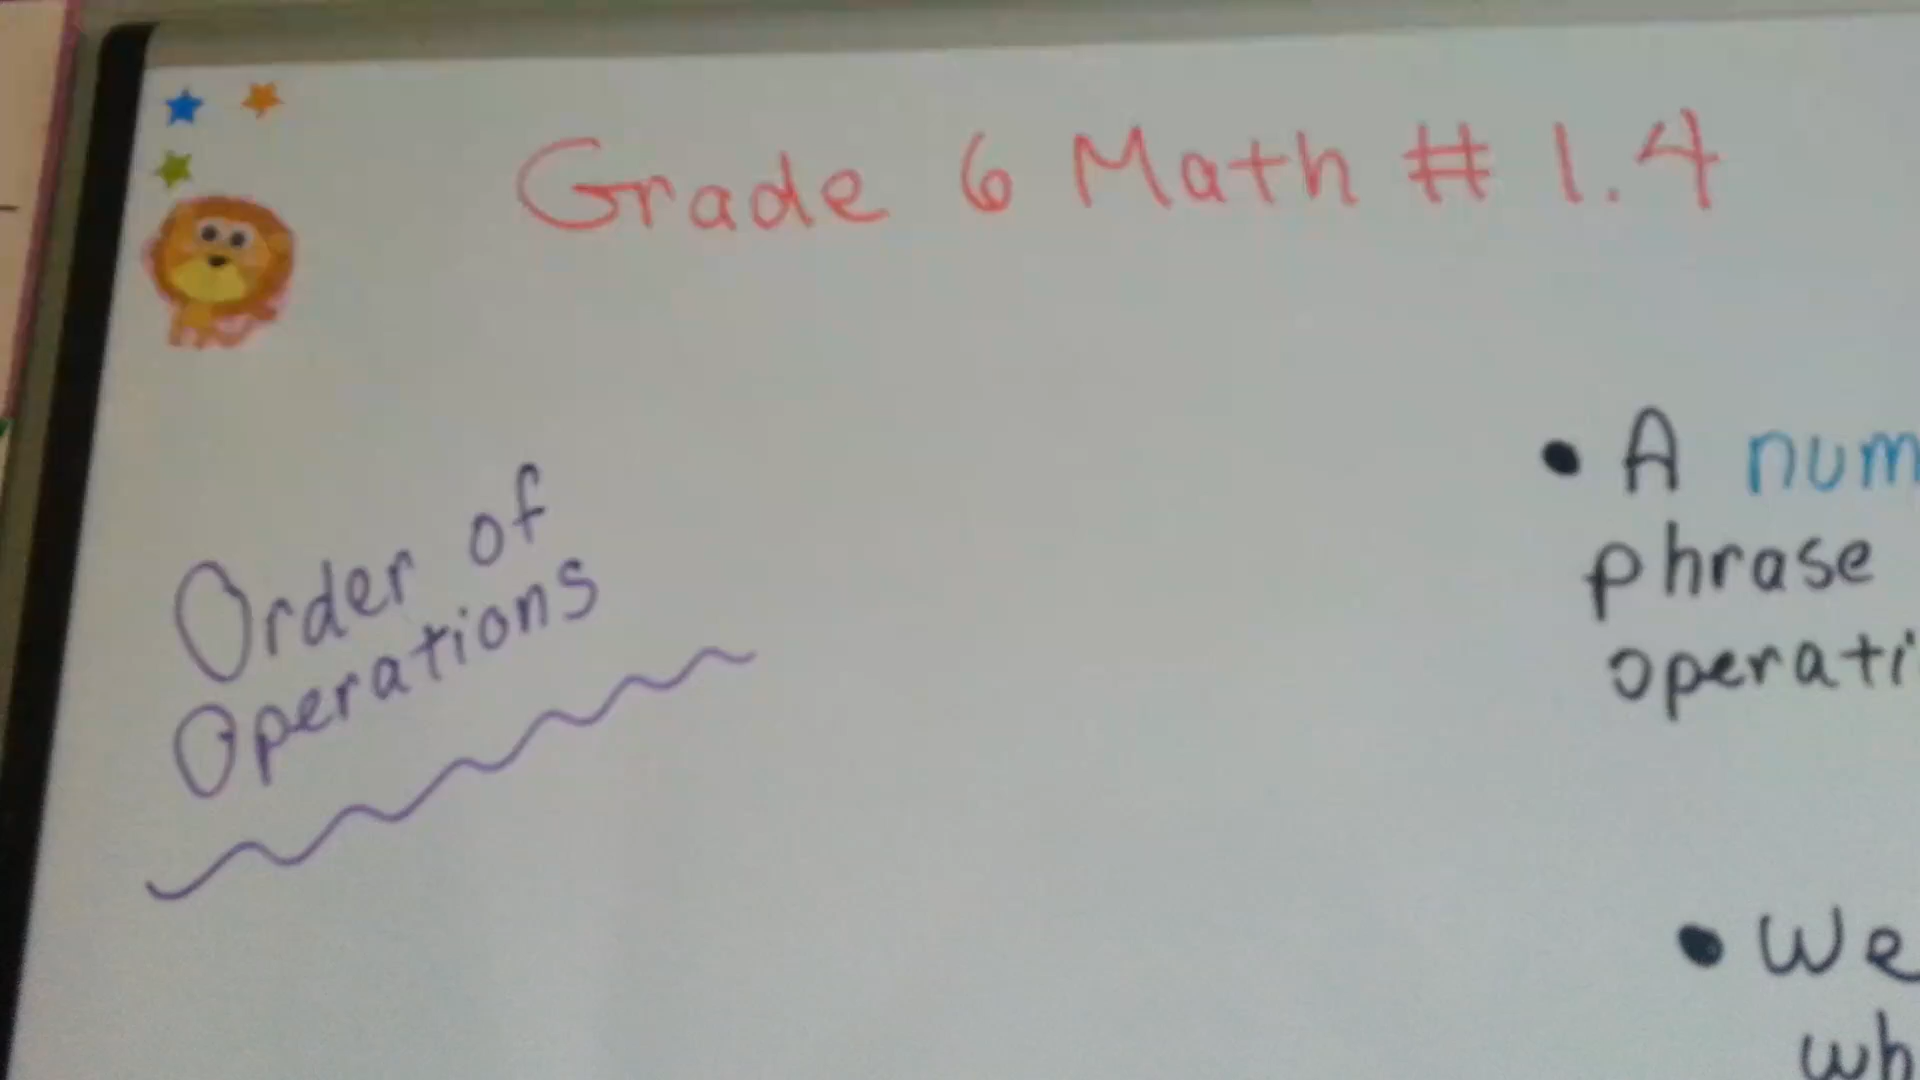 Grade 6 Math # 1.4
Order of
Operations
• A num
phrase
operati
• We
wh